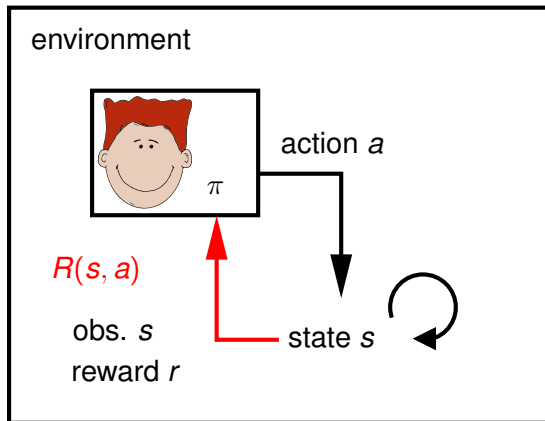 environment
action a
π
R(s, a)
obs. s
state s
reward r